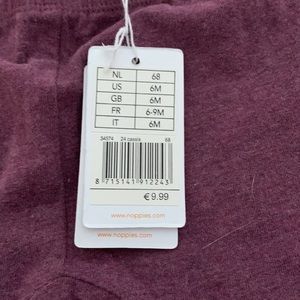 NL 68
US 6M
GB 6M
FR 6-9M
IT 6M
34574 24 cassis 68
8 715141 912243
€ 9.99
www.noppies.com
www.noppies.com